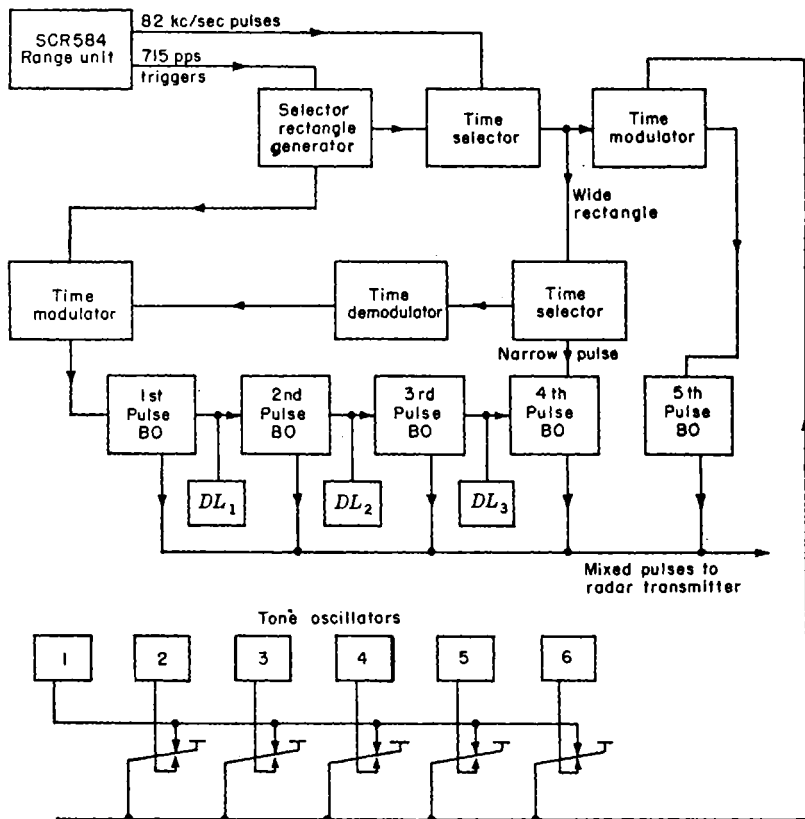 82 kc/sec pulses
SCR584
Range unit
715 pps
triggers
Selector
rectangle
generator
Time
selector
Time
modulator
Wide
rectangle
Time
modulator
Time
demodulator
Time
selector
Narrow pulse
1st
Pulse
BO
2nd
Pulse
BO
3rd
Pulse
BO
4th
Pulse
BO
5th
Pulse
BO
DL1
DL2
DL3
Mixed pulses to
radar transmitter
Tone oscillators
1
2
3
4
5
6